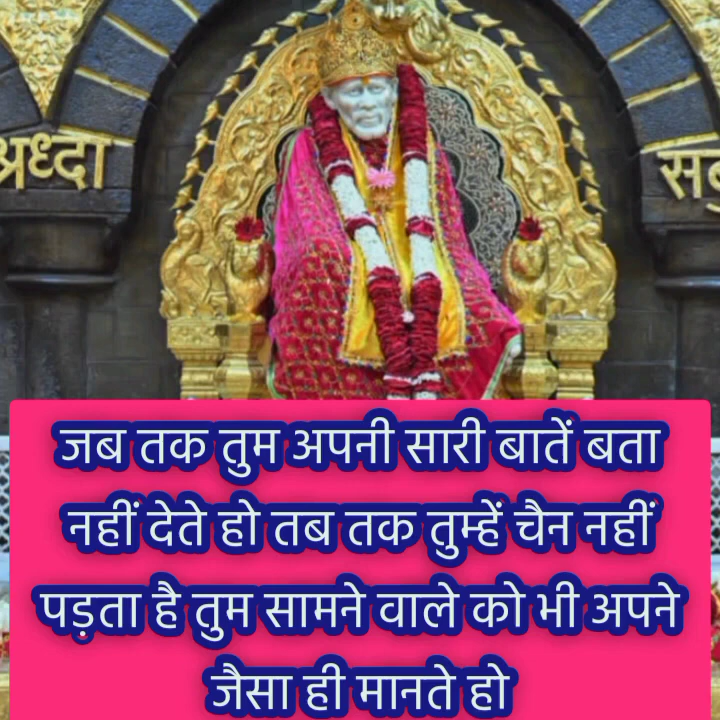 श्रध्दा
जब तक तुम अपनी सारी बातें बता
नहीं देते हो तब तक तुम्हें चैन नहीं
पड़ता है तुम सामने वाले को भी अपने
जैसा ही मानते हो